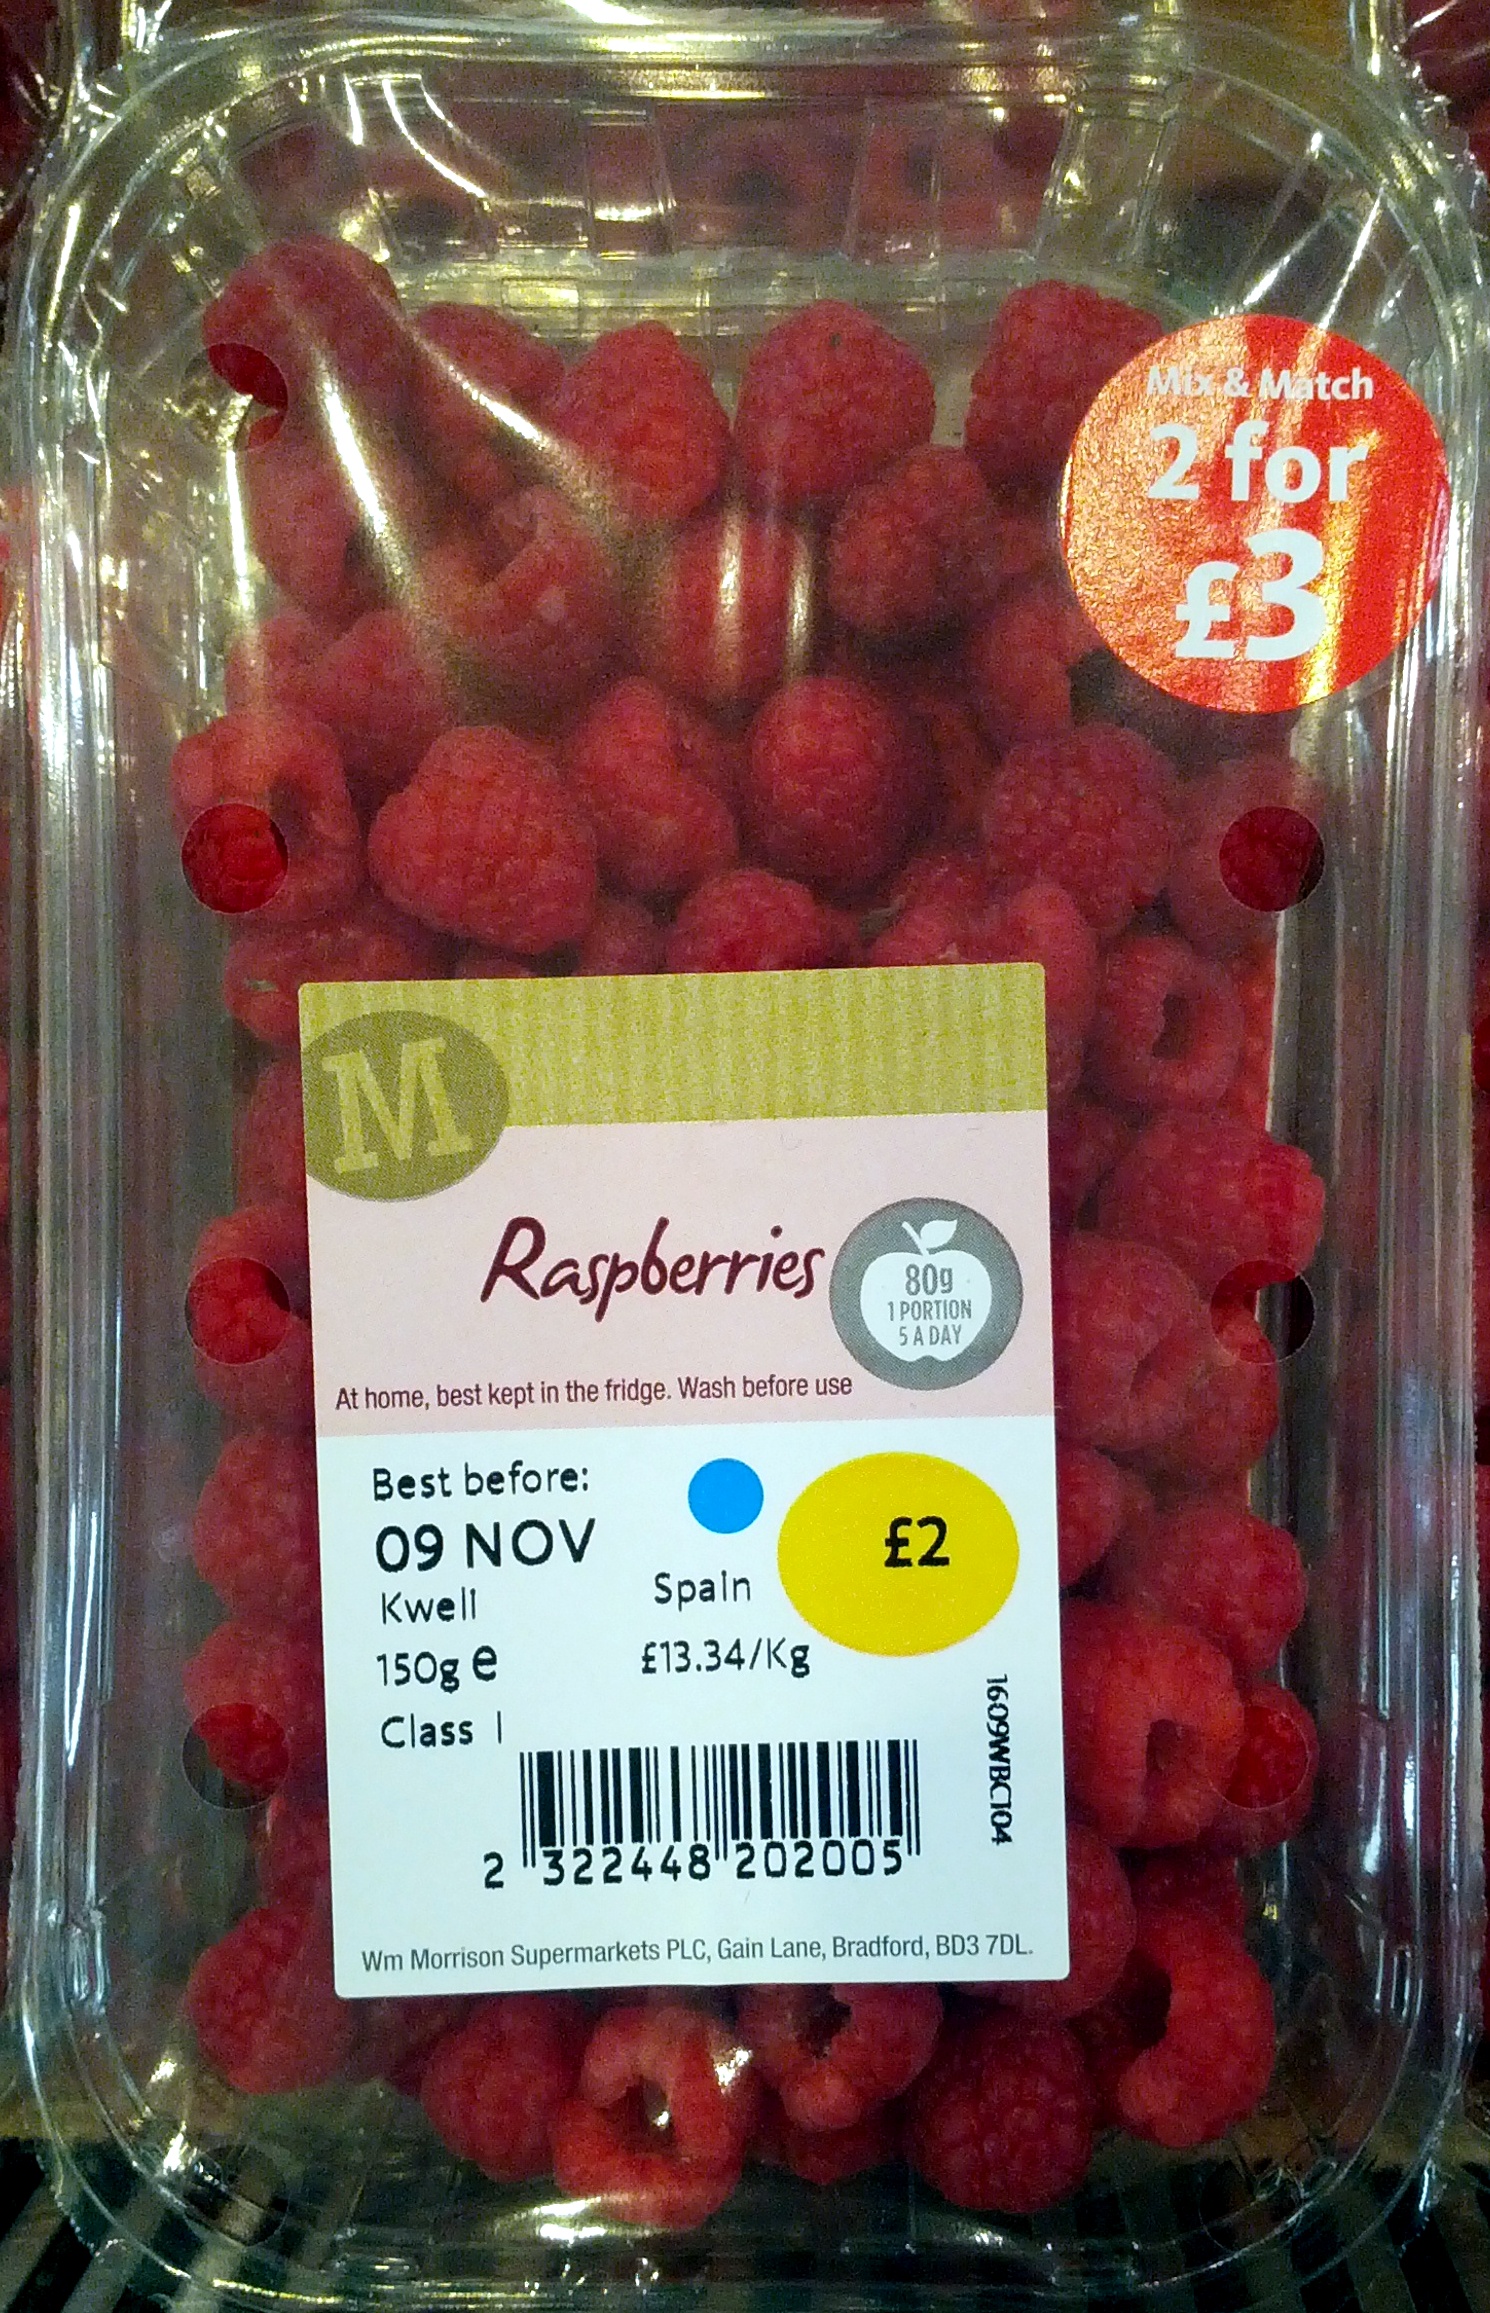 Mix & Match
2 for
£3
M
Raspberries
80g
1 PORTION
5 A DAY
At home, best kept in the fridge. Wash before use
Best before:
09 NOV
Kweli
Spain
£2
150g e
£13.34/Kg
Class I
1609WBC104
2 322448 202005
Wm Morrison Supermarkets PLC, Gain Lane, Bradford, BD3 7DL.